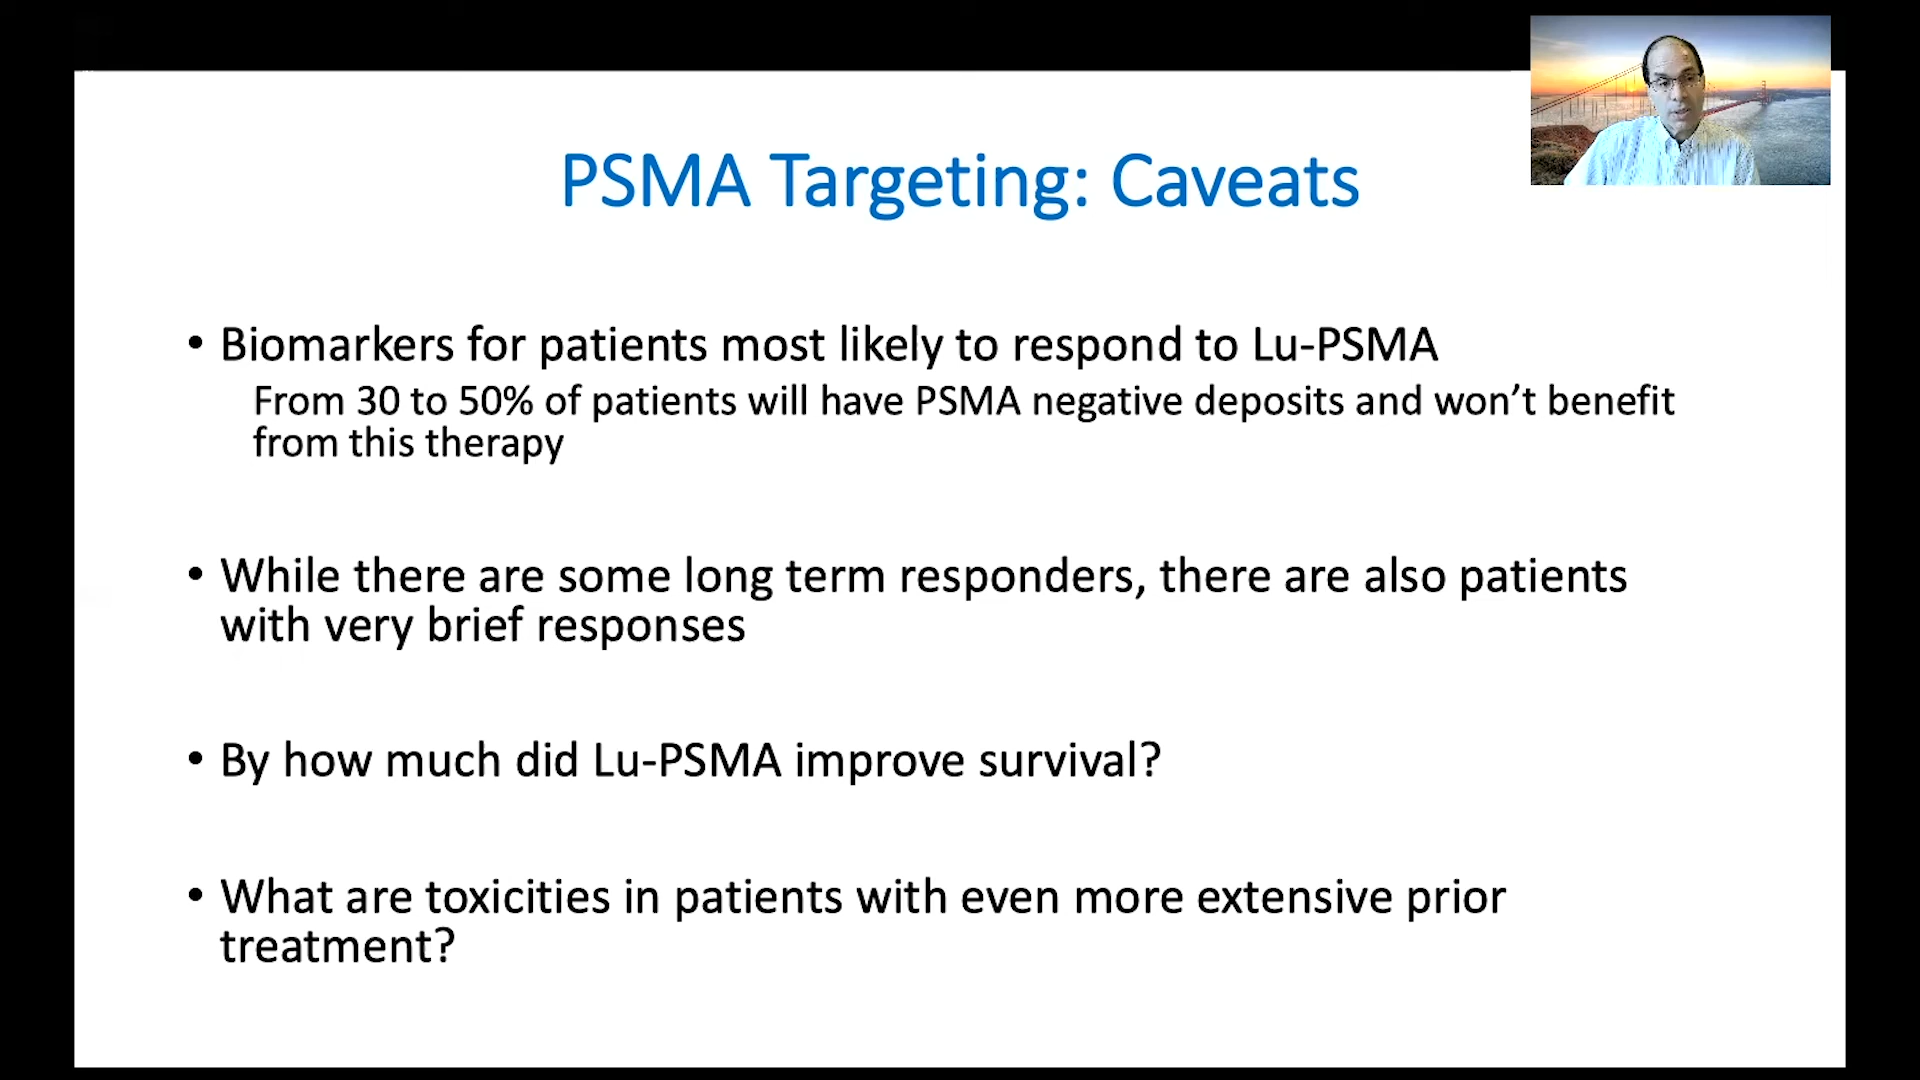 PSMA Targeting: Caveats
• Biomarkers for patients most likely to respond to Lu-PSMA
From 30 to 50% of patients will have PSMA negative deposits and won’t benefit
from this therapy
• While there are some long term responders, there are also patients
with very brief responses
• By how much did Lu-PSMA improve survival?
• What are toxicities in patients with even more extensive prior
treatment?